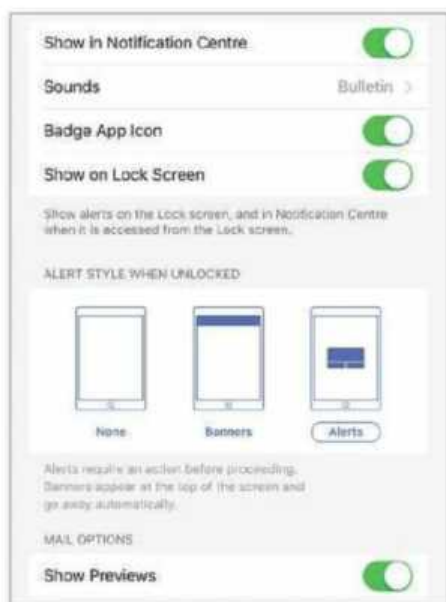 Show in Notification Centre
Sounds Bulletin >
Badge App Icon
Show on Lock Screen
Show alerts on the Lock screen, and in Notification Centre
when it is accessed from the Lock screen.
ALERT STYLE WHEN UNLOCKED
None Banners Alerts
Alerts require an action before proceeding.
Banners appear at the top of the screen and
go away automatically.
MAIL OPTIONS
Show Previews